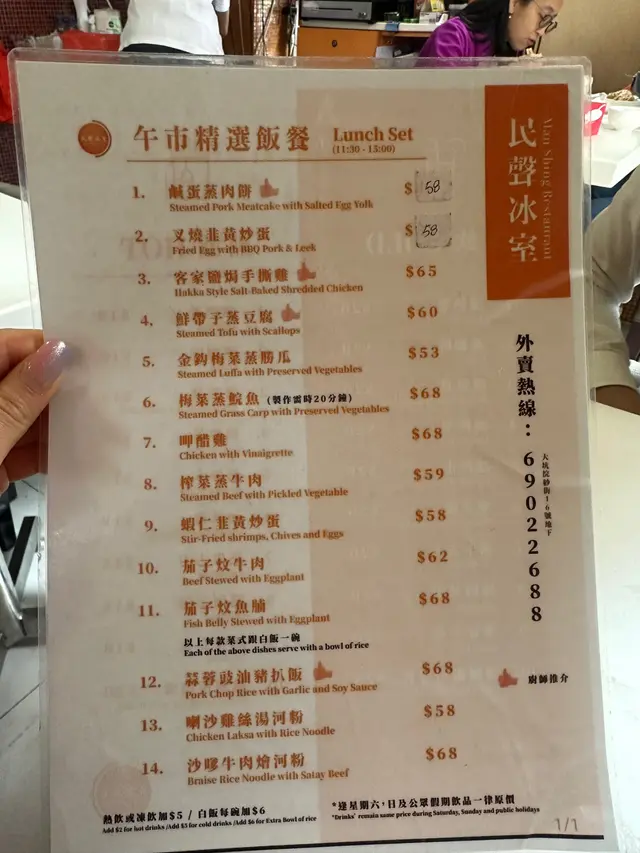 午市精選飯餐 Lunch Set
(11:30 - 15:00)
民聲冰室
Man Shing Restaurant
1. 鹹蛋蒸肉餅 $ 58
Steamed Pork Meatcake with Salted Egg Yolk
2. 叉燒韭黃炒蛋 $ 58
Fried Egg with BBQ Pork & Leek
3. 客家鹽焗手撕雞 $65
Hakka Style Salt-Baked Shredded Chicken
4. 鮮帶子蒸豆腐 $60
Steamed Tofu with Scallops
5. 金鈎梅菜蒸勝瓜 $53
Steamed Luffa with Preserved Vegetables
6. 梅菜蒸鯇魚 (製作需時20分鐘) $68
Steamed Grass Carp with Preserved Vegetables
7. 呷醋雞 $68
Chicken with Vinaigrette
8. 榨菜蒸牛肉 $59
Steamed Beef with Pickled Vegetable
9. 蝦仁韭黃炒蛋 $58
Stir-Fried shrimps, Chives and Eggs
10. 茄子炆牛肉 $62
Beef Stewed with Eggplant
11. 茄子炆魚腩 $68
Fish Belly Stewed with Eggplant
以上每款菜式跟白飯一碗
Each of the above dishes serve with a bowl of rice
12. 蒜蓉豉油豬扒飯 $68
Pork Chop Rice with Garlic and Soy Sauce
13. 喇沙雞絲湯河粉 $58
Chicken Laksa with Rice Noodle
14. 沙嗲牛肉燴河粉 $68
Braise Rice Noodle with Satay Beef
外賣熱線：69022688
大坑浣紗街16號地下
廚師推介
熱飲或凍飲加$5 / 白飯每碗加$6
Add $2 for hot drinks /Add $5 for cold drinks /Add $6 for Extra Bowl of rice
*逢星期六，日及公眾假期飲品一律原價
*Drinks' remain same price during Saturday, Sunday and public holidays
1/1